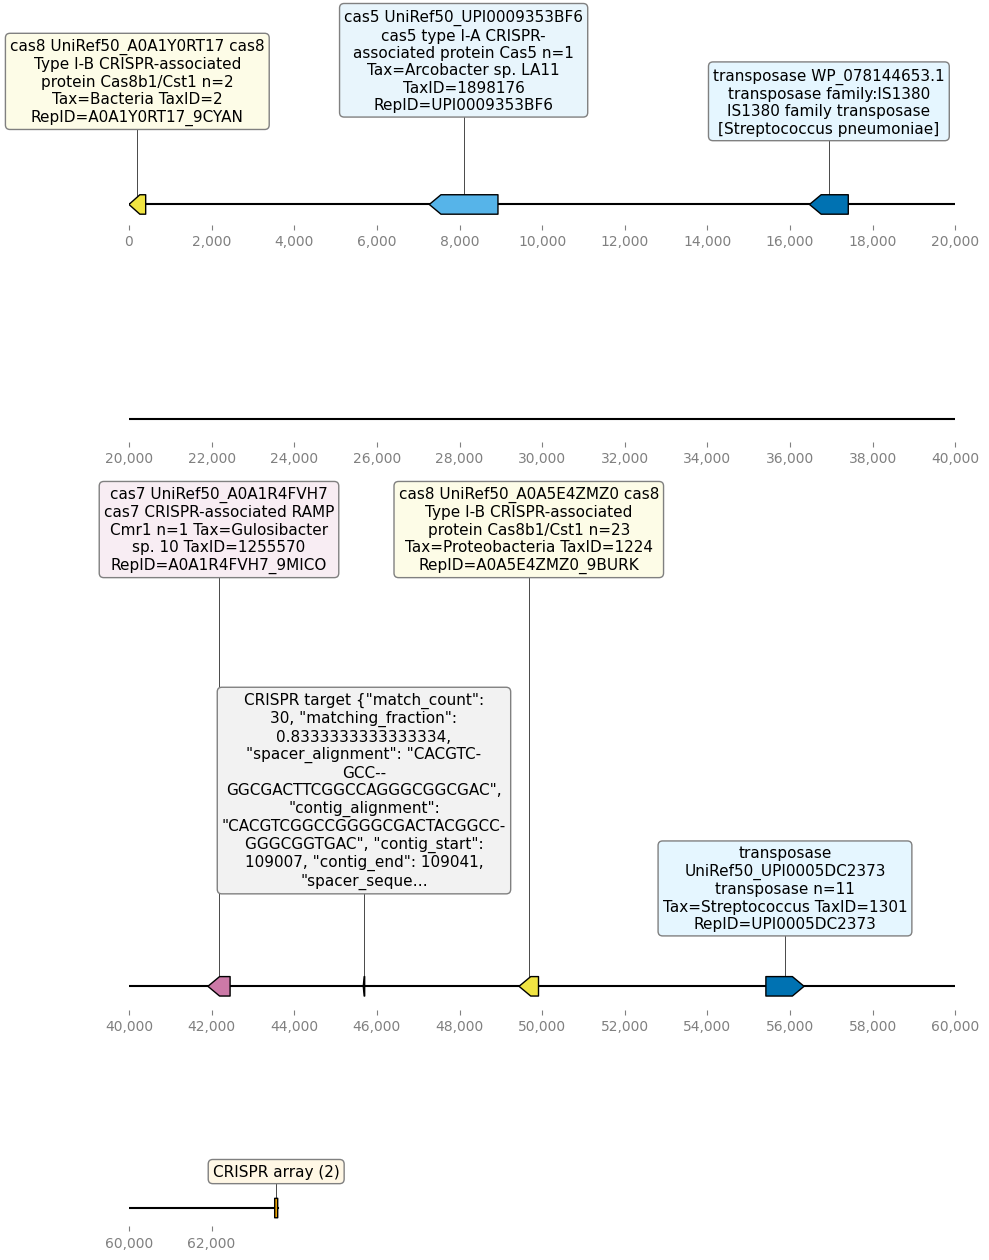 cas8 UniRef50_A0A1Y0RT17 cas8
Type I-B CRISPR-associated
protein Cas8b1/Cst1 n=2
Tax=Bacteria TaxID=2
RepID=A0A1Y0RT17_9CYAN
cas5 UniRef50_UPI0009353BF6
cas5 type I-A CRISPR-
associated protein Cas5 n=1
Tax=Arcobacter sp. LA11
TaxID=1898176
RepID=UPI0009353BF6
transposase WP_078144653.1
transposase family:IS1380
IS1380 family transposase
[Streptococcus pneumoniae]
0 2,000 4,000 6,000 8,000 10,000 12,000 14,000 16,000 18,000 20,000
20,000 22,000 24,000 26,000 28,000 30,000 32,000 34,000 36,000 38,000 40,000
cas7 UniRef50_A0A1R4FVH7
cas7 CRISPR-associated RAMP
Cmr1 n=1 Tax=Gulosibacter
sp. 10 TaxID=1255570
RepID=A0A1R4FVH7_9MICO
cas8 UniRef50_A0A5E4ZMZ0 cas8
Type I-B CRISPR-associated
protein Cas8b1/Cst1 n=23
Tax=Proteobacteria TaxID=1224
RepID=A0A5E4ZMZ0_9BURK
CRISPR target {"match_count":
30, "matching_fraction":
0.8333333333333334,
"spacer_alignment": "CACGTC-
GCC--
GGCGACTTCGGCCAGGGCGGCGAC",
"contig_alignment":
"CACGTCGGCCGGGGCGACTACGGCC-
GGGCGGTGAC", "contig_start":
109007, "contig_end": 109041,
"spacer_seque...
transposase
UniRef50_UPI0005DC2373
transposase n=11
Tax=Streptococcus TaxID=1301
RepID=UPI0005DC2373
40,000 42,000 44,000 46,000 48,000 50,000 52,000 54,000 56,000 58,000 60,000
CRISPR array (2)
60,000 62,000